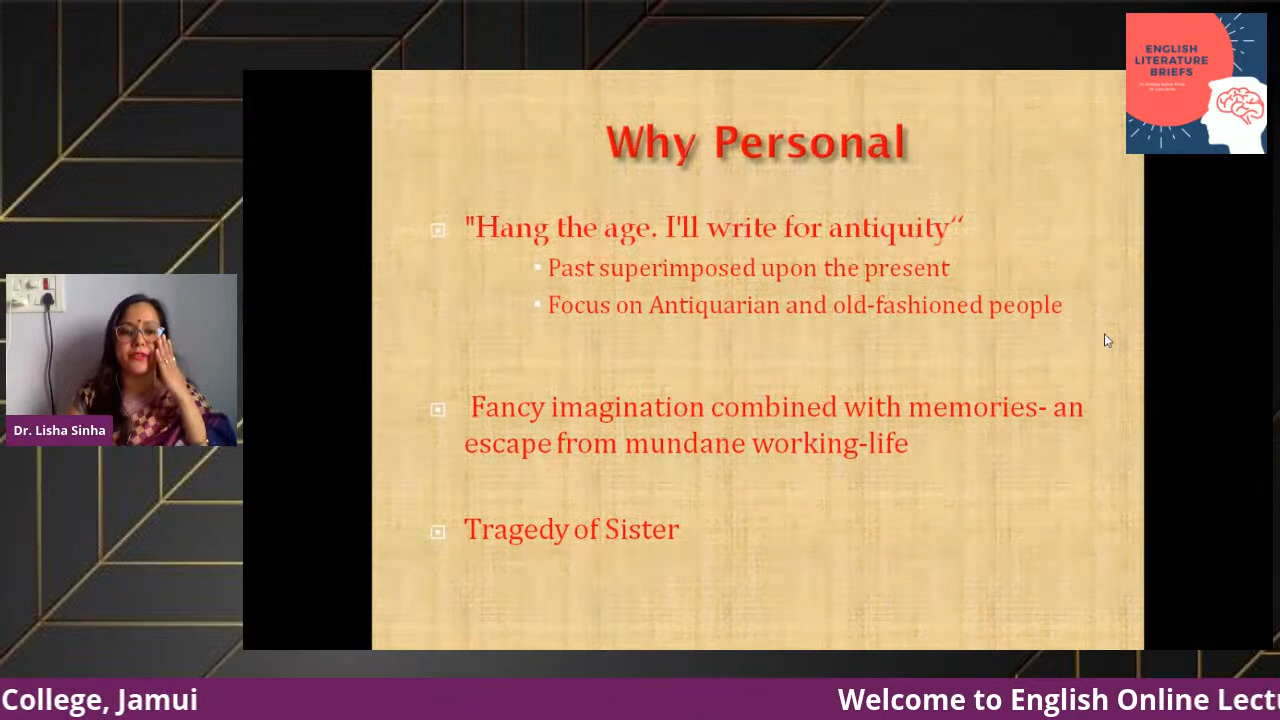 ENGLISH
LITERATURE
BRIEFS
Why Personal
"Hang the age. I'll write for antiquity“
Past superimposed upon the present
Focus on Antiquarian and old-fashioned people
Fancy imagination combined with memories- an
escape from mundane working-life
Tragedy of Sister
Dr. Lisha Sinha
College, Jamui
Welcome to English Online Lectu